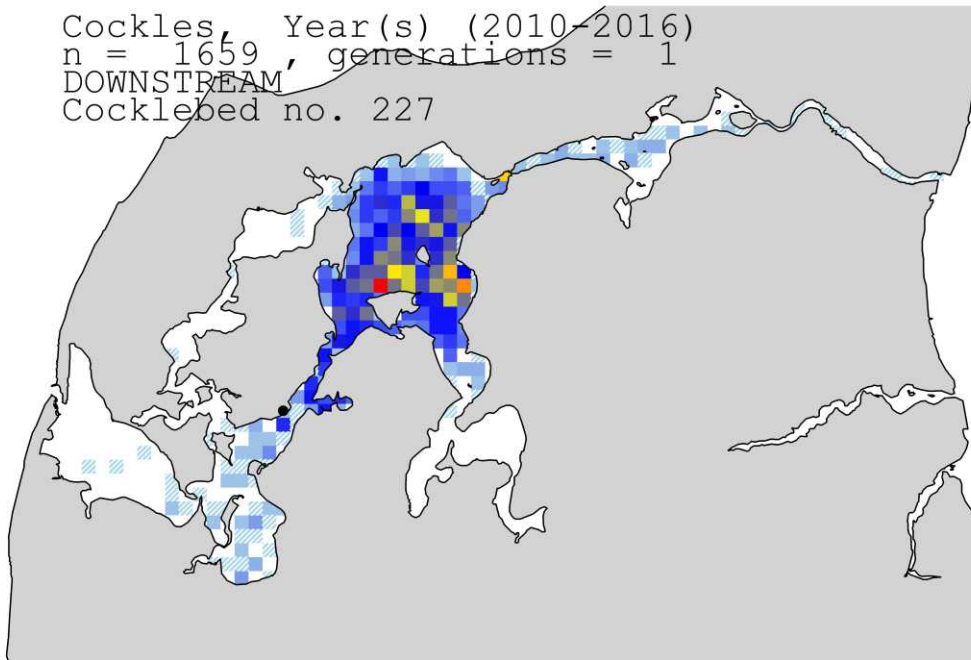 Cockles, Year(s) (2010-2016)
n = 1659 , generations = 1
DOWNSTREAM
Cocklebed no. 227